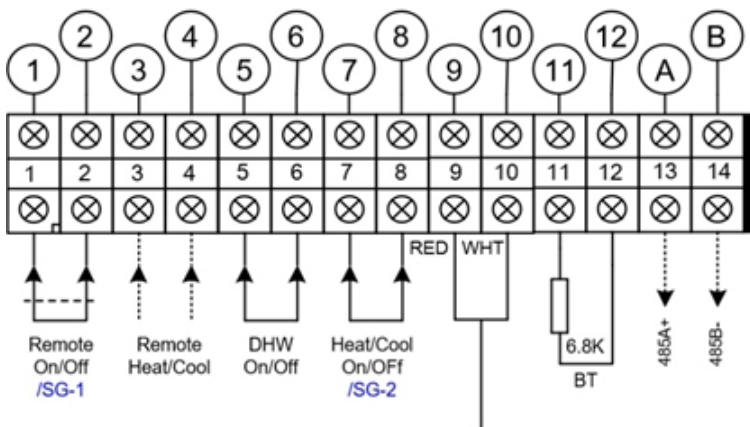 1 2 3 4 5 6 7 8 9 10 11 12 A B
1 2 3 4 5 6 7 8 9 10 11 12 13 14
RED WHT
Remote
On/Off
/SG-1
Remote
Heat/Cool
DHW
On/Off
Heat/Cool
On/OFf
/SG-2
6.8K
BT
485A+
485B-